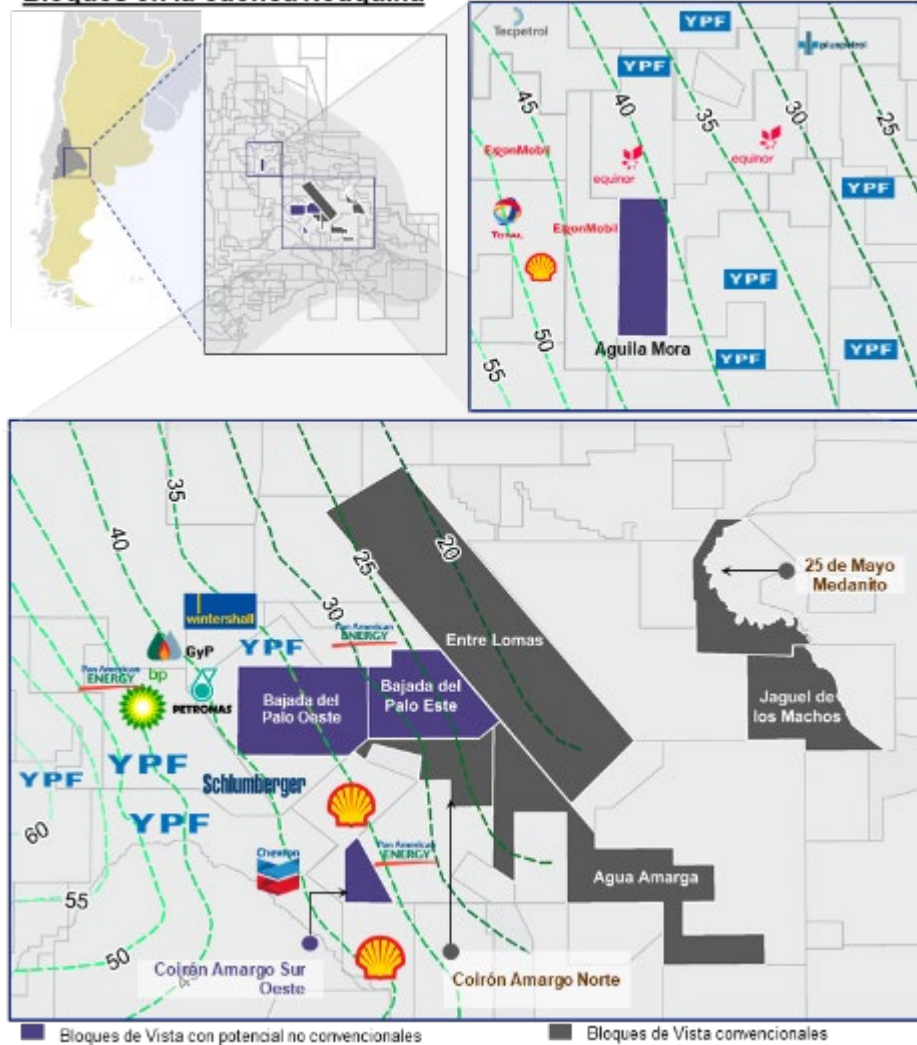 Bloques en la Cuenca Neuquina
Tecpetrol
YPF
pluspetrol
YPF
45
40
35
30
25
ExxonMobil
equinor
equinor
YPF
TOTAL
ExxonMobil
YPF
50
Aguila Mora
YPF
YPF
55
35
40
25
20
30
25 de Mayo
Medanito
wintershall
GyP
YPF
Pan American
ENERGY
Entre Lomas
Pan American
ENERGY
bp
PETRONAS
Bajada del
Palo Oeste
Bajada del
Palo Este
Jaguel de
los Machos
YPF
YPF
Schlumberger
YPF
60
Chevron
Pan American
ENERGY
Agua Amarga
55
50
45
Coirón Amargo Sur
Oeste
Coirón Amargo Norte
Bloques de Vista con potencial no convencionales
Bloques de Vista convencionales